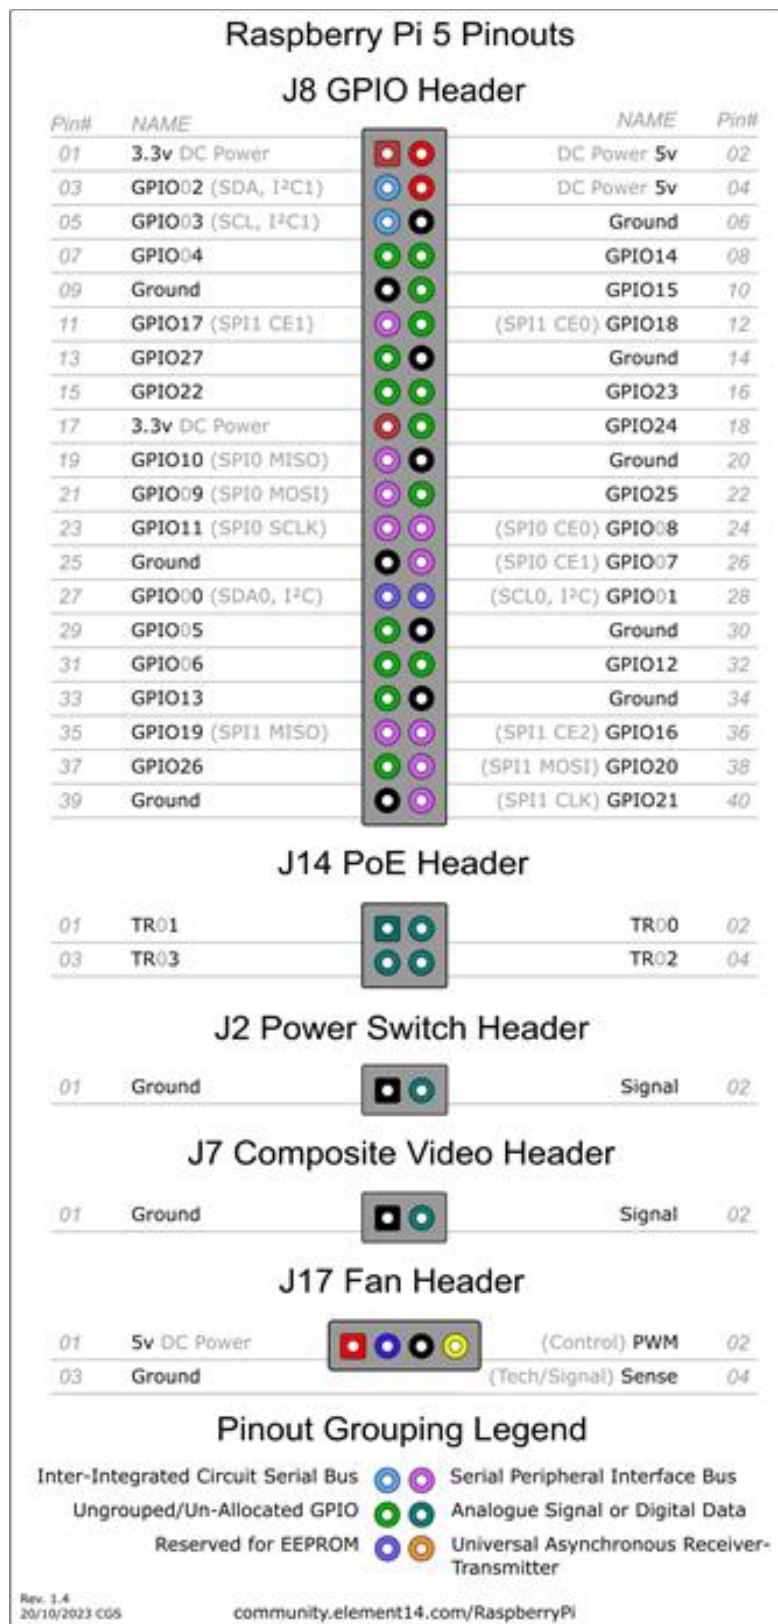 Raspberry Pi 5 Pinouts
J8 GPIO Header
Pin# NAME NAME Pin#
01 3.3v DC Power DC Power 5v 02
03 GPIO02 (SDA, I²C1) DC Power 5v 04
05 GPIO03 (SCL, I²C1) Ground 06
07 GPIO04 GPIO14 08
09 Ground GPIO15 10
11 GPIO17 (SPI1 CE1) (SPI1 CE0) GPIO18 12
13 GPIO27 Ground 14
15 GPIO22 GPIO23 16
17 3.3v DC Power GPIO24 18
19 GPIO10 (SPI0 MISO) Ground 20
21 GPIO09 (SPI0 MOSI) GPIO25 22
23 GPIO11 (SPI0 SCLK) (SPI0 CE0) GPIO08 24
25 Ground (SPI0 CE1) GPIO07 26
27 GPIO00 (SDA0, I²C) (SCL0, I²C) GPIO01 28
29 GPIO05 Ground 30
31 GPIO06 GPIO12 32
33 GPIO13 Ground 34
35 GPIO19 (SPI1 MISO) (SPI1 CE2) GPIO16 36
37 GPIO26 (SPI1 MOSI) GPIO20 38
39 Ground (SPI1 CLK) GPIO21 40
J14 PoE Header
01 TR01 TR00 02
03 TR03 TR02 04
J2 Power Switch Header
01 Ground Signal 02
J7 Composite Video Header
01 Ground Signal 02
J17 Fan Header
01 5v DC Power (Control) PWM 02
03 Ground (Tech/Signal) Sense 04
Pinout Grouping Legend
Inter-Integrated Circuit Serial Bus Serial Peripheral Interface Bus
Ungrouped/Un-Allocated GPIO Analogue Signal or Digital Data
Reserved for EEPROM Universal Asynchronous Receiver-
Transmitter
Rev. 1.4
20/10/2023 CGS community.element14.com/RaspberryPi